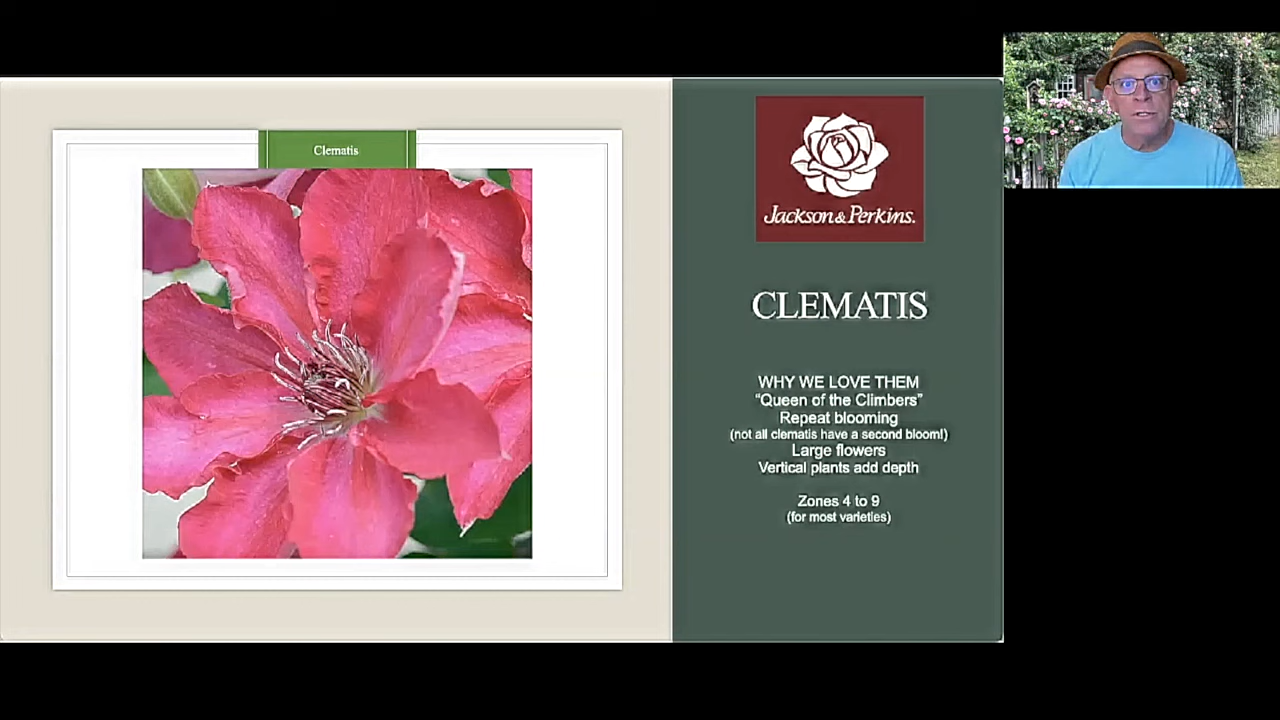 Clematis
Jackson & Perkins.
CLEMATIS
WHY WE LOVE THEM
“Queen of the Climbers”
Repeat blooming
(not all clematis have a second bloom!)
Large flowers
Vertical plants add depth
Zones 4 to 9
(for most varieties)